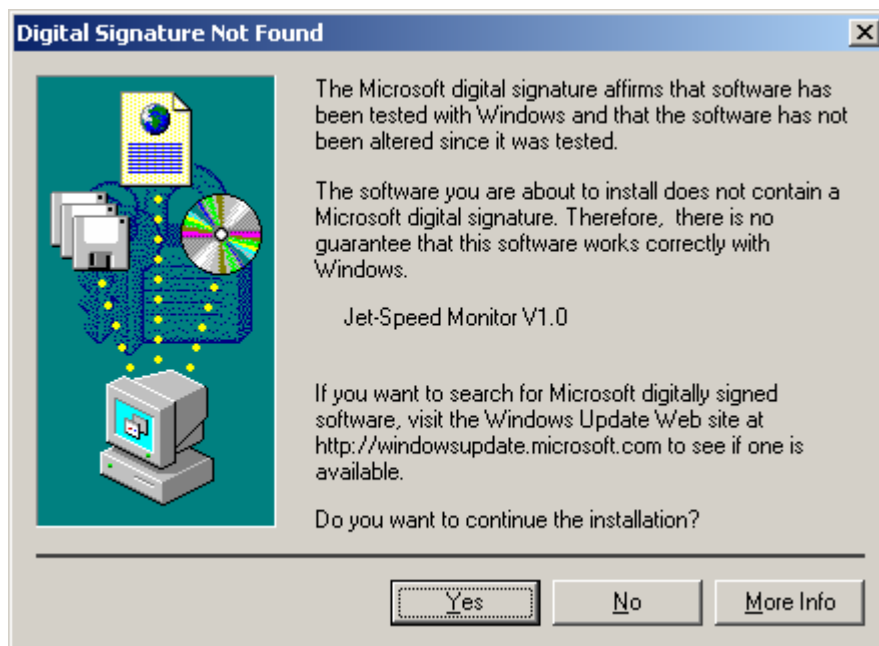 Digital Signature Not Found
The Microsoft digital signature affirms that software has
been tested with Windows and that the software has not
been altered since it was tested.
The software you are about to install does not contain a
Microsoft digital signature. Therefore,  there is no
guarantee that this software works correctly with
Windows.
Jet-Speed Monitor V1.0
If you want to search for Microsoft digitally signed
software, visit the Windows Update Web site at
http://windowsupdate.microsoft.com to see if one is
available.
Do you want to continue the installation?
Yes No More Info